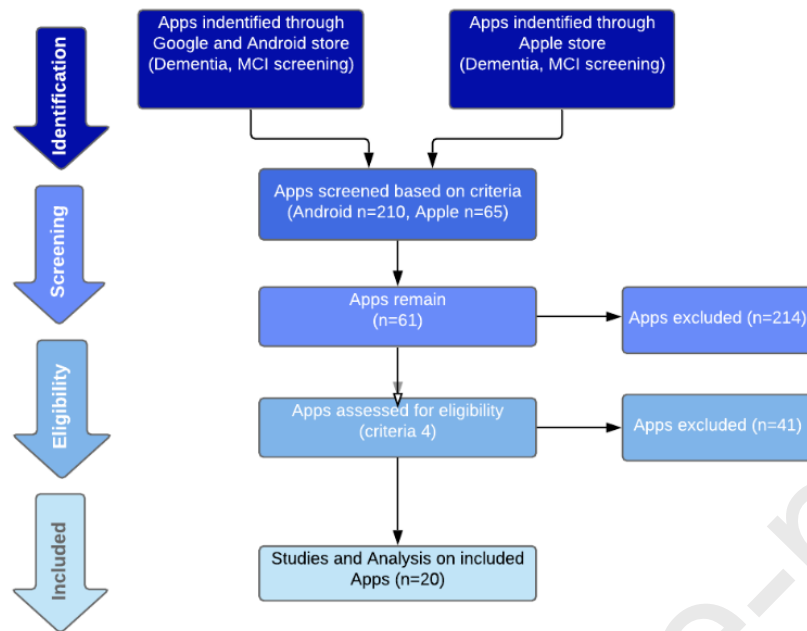 Apps indentified through
Google and Android store
(Dementia, MCI screening)
Apps indentified through
Apple store
(Dementia, MCI screening)
Identification
Apps screened based on criteria
(Android n=210, Apple n=65)
Screening
Apps remain
(n=61)
Apps excluded (n=214)
Eligibility
Apps assessed for eligibility
(criteria 4)
Apps excluded (n=41)
Included
Studies and Analysis on included
Apps (n=20)